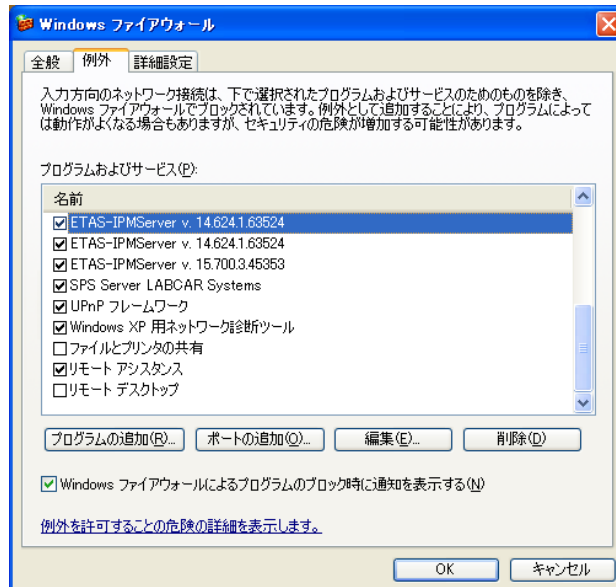 Windows ファイアウォール
全般
例外
詳細設定
入力方向のネットワーク接続は、下で選択されたプログラムおよびサービスのためのものを除き、
Windows ファイアウォールでブロックされています。例外として追加することにより、プログラムによって
は動作がよくなる場合もありますが、セキュリティの危険が増加する可能性があります。
プログラムおよびサービス(P):
名前
ETAS-IPMServer v. 14.624.1.63524
ETAS-IPMServer v. 14.624.1.63524
ETAS-IPMServer v. 15.700.3.45353
SPS Server LABCAR Systems
UPnP フレームワーク
Windows XP 用ネットワーク診断ツール
ファイルとプリンタの共有
リモート アシスタンス
リモート デスクトップ
プログラムの追加(R)... ポートの追加(O)... 編集(E)... 削除(D)
Windows ファイアウォールによるプログラムのブロック時に通知を表示する(N)
例外を許可することの危険の詳細を表示します。
OK キャンセル